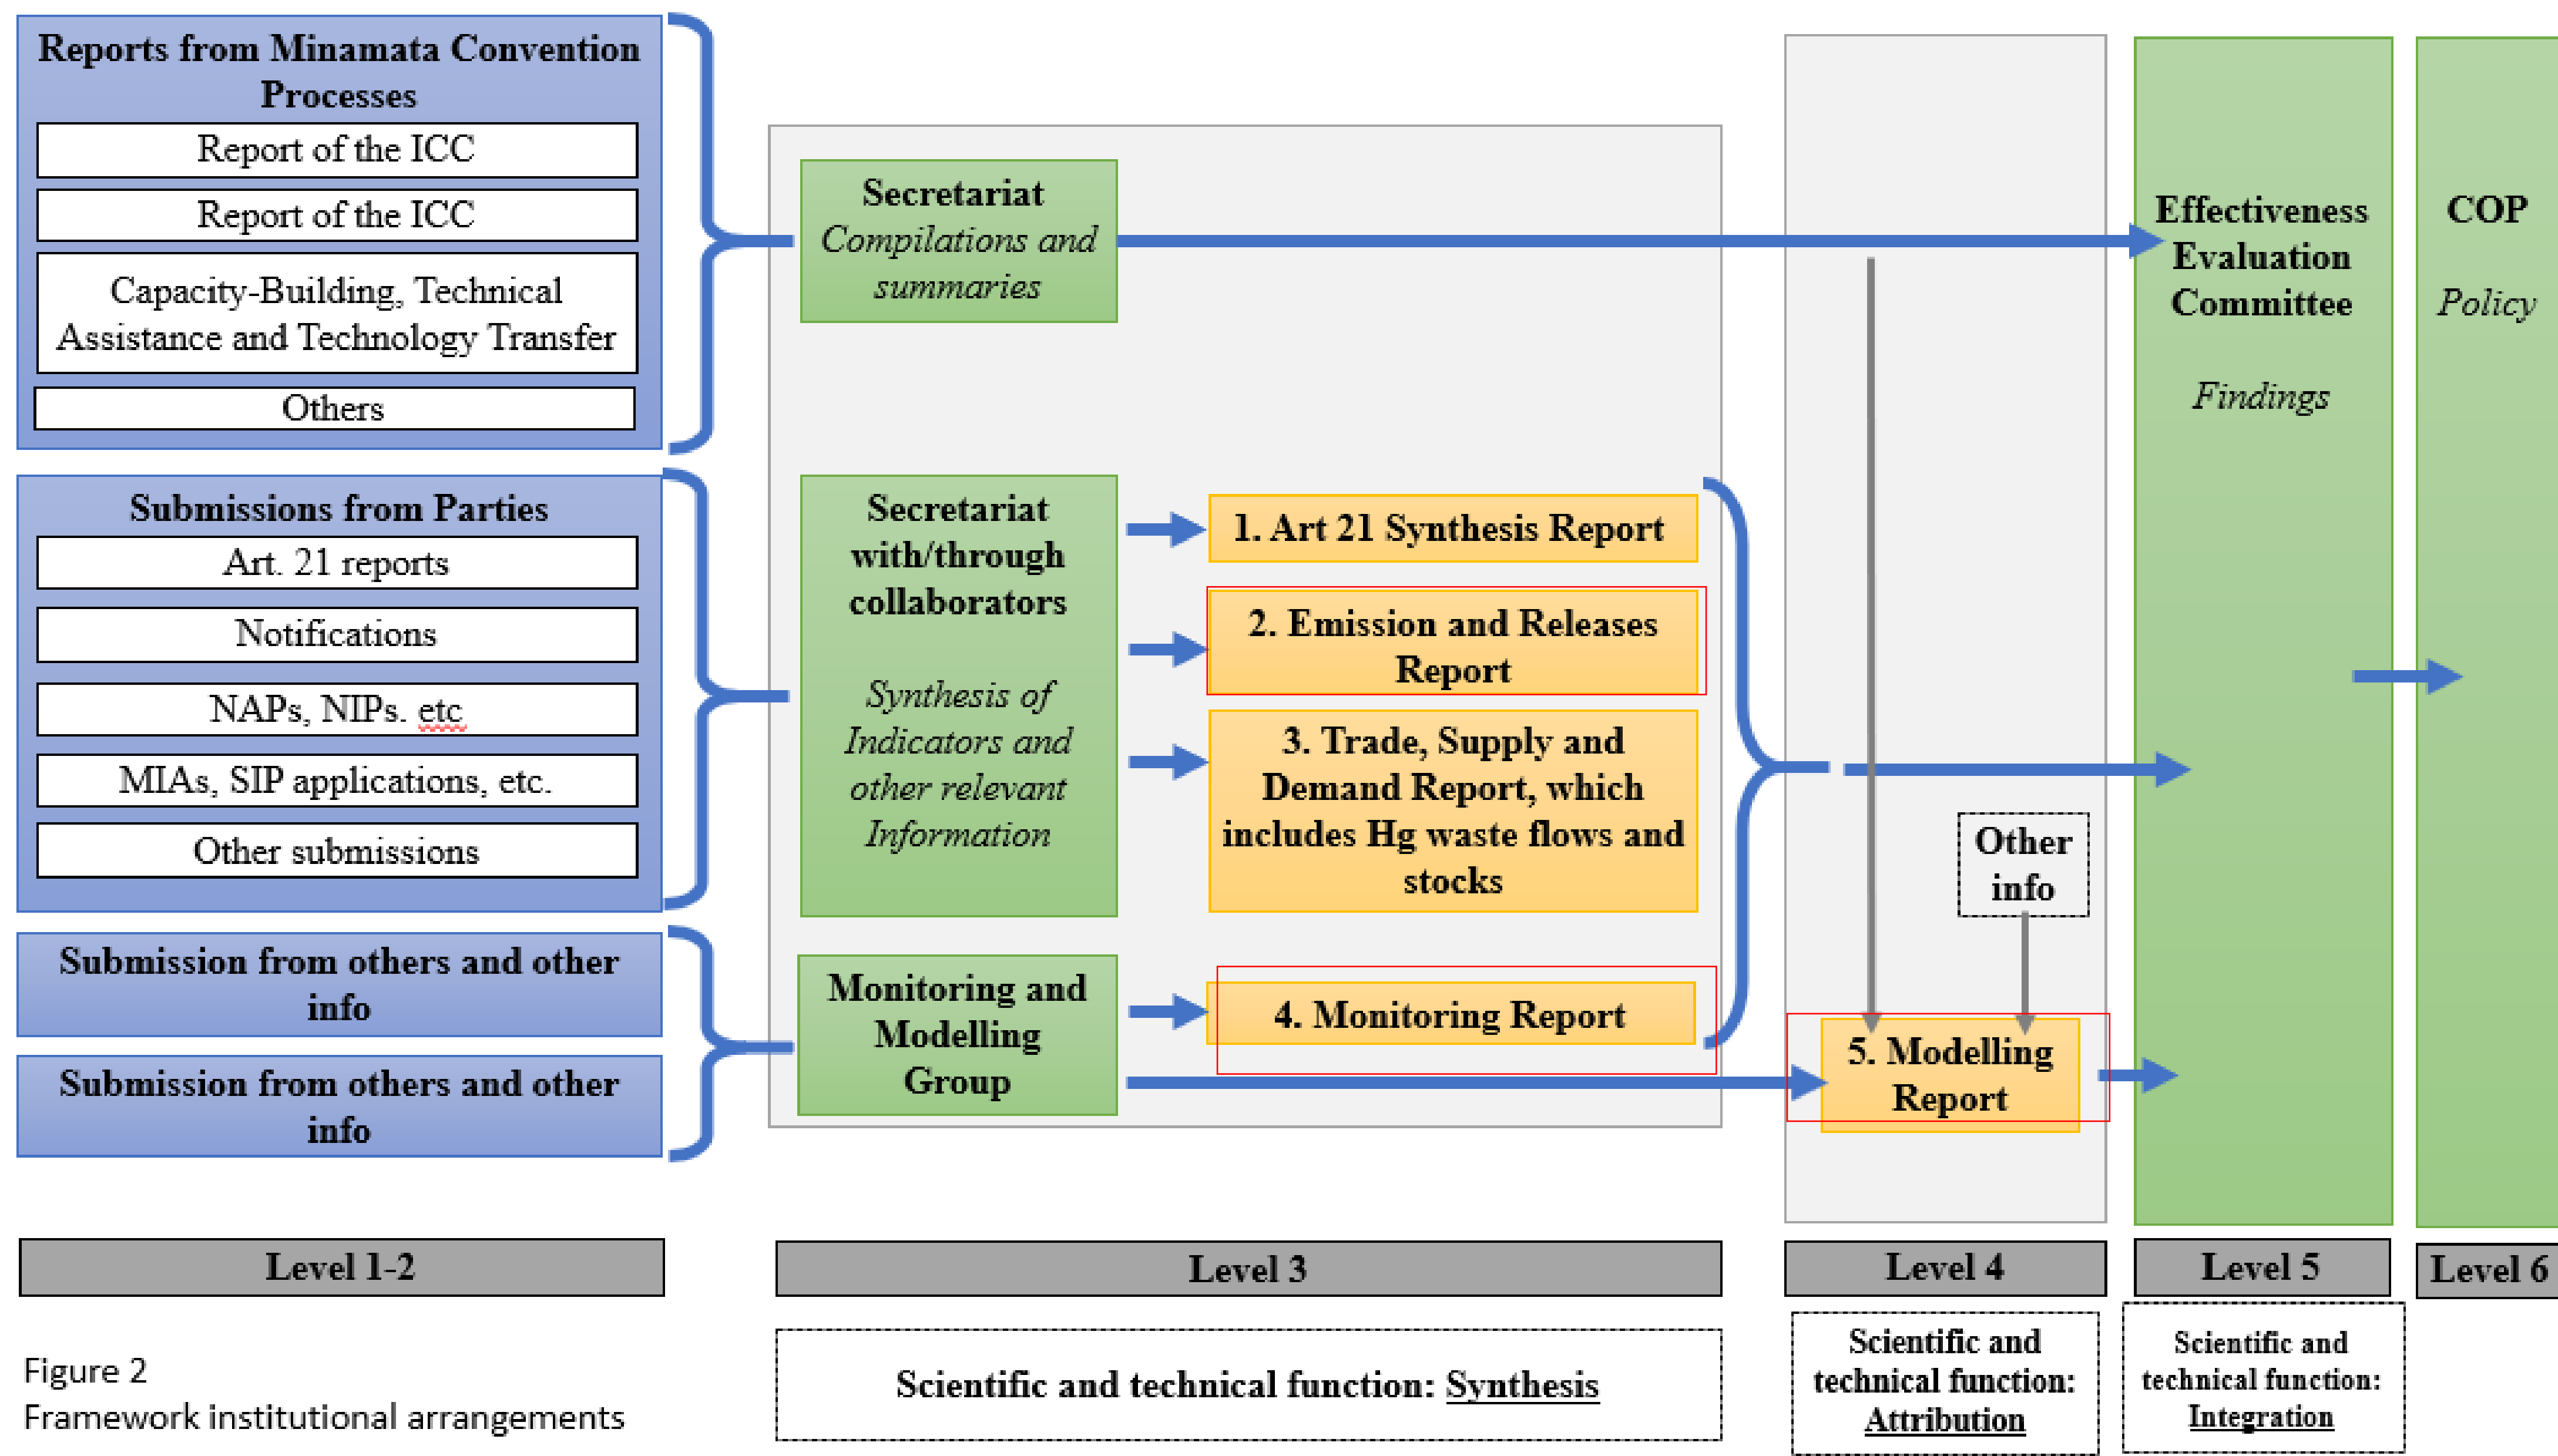 Reports from Minamata Convention
Processes
Report of the ICC
Report of the ICC
Capacity-Building, Technical
Assistance and Technology Transfer
Others
Submissions from Parties
Art. 21 reports
Notifications
NAPs, NIPs. etc
MIAs, SIP applications, etc.
Other submissions
Submission from others and other
info
Submission from others and other
info
Secretariat
Compilations and
summaries
Secretariat
with/through
collaborators
Synthesis of
Indicators and
other relevant
Information
Monitoring and
Modelling
Group
1. Art 21 Synthesis Report
2. Emission and Releases
Report
3. Trade, Supply and
Demand Report, which
includes Hg waste flows and
stocks
4. Monitoring Report
Other
info
5. Modelling
Report
Effectiveness
Evaluation
Committee
Findings
COP
Policy
Level 1-2
Level 3
Level 4
Level 5
Level 6
Scientific and technical function: Synthesis
Scientific and
technical function:
Attribution
Scientific and
technical function:
Integration
Figure 2
Framework institutional arrangements